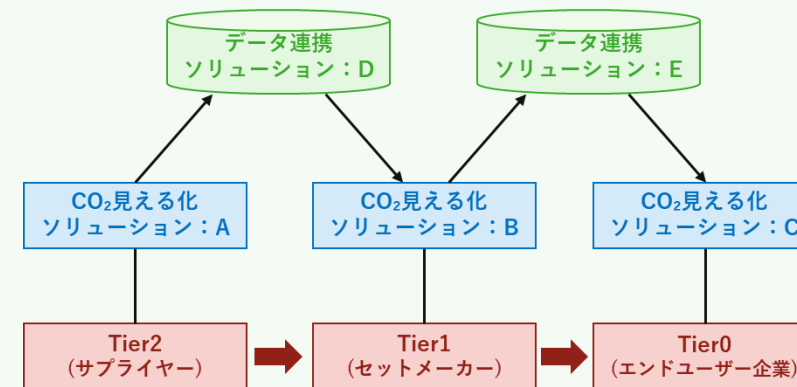 データ連携
ソリューション：D
データ連携
ソリューション：E
CO₂見える化
ソリューション：A
CO₂見える化
ソリューション：B
CO₂見える化
ソリューション：C
Tier2
（サプライヤー）
Tier1
（セットメーカー）
Tier0
（エンドユーザー企業）